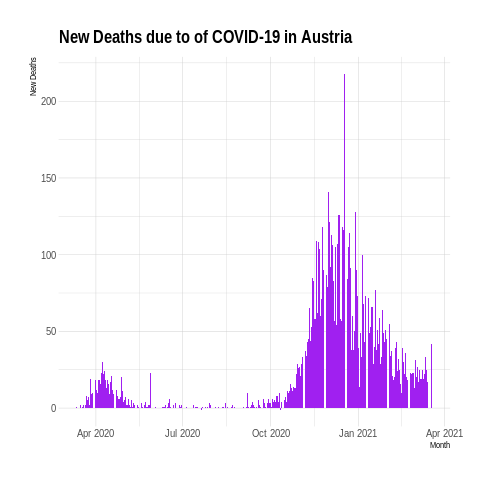 New Deaths due to of COVID-19 in Austria
New Deaths
200
150
100
50
0
Apr 2020
Jul 2020
Oct 2020
Jan 2021
Apr 2021
Month